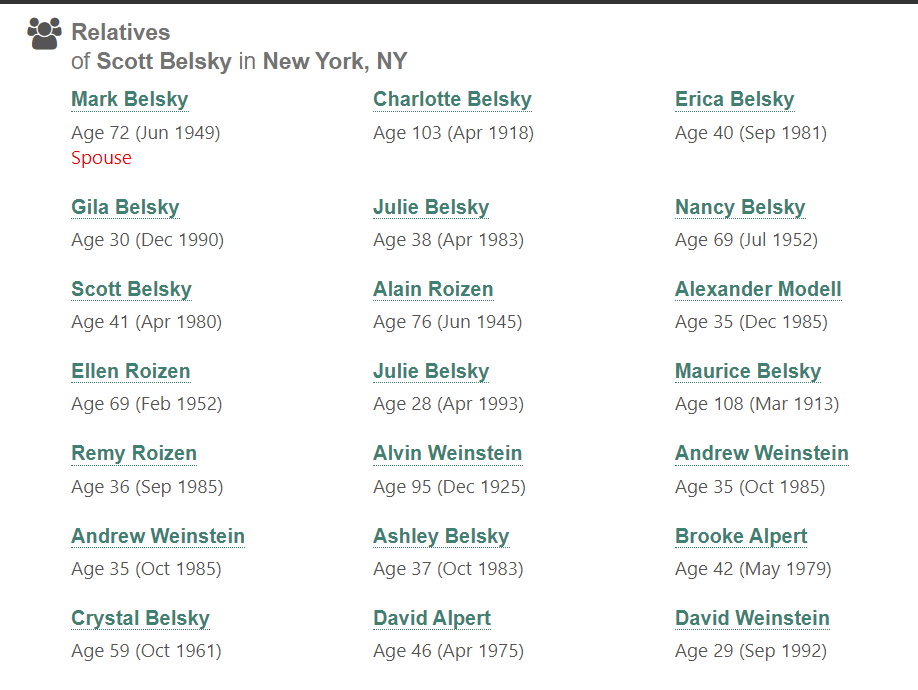 Relatives
of Scott Belsky in New York, NY
Mark Belsky Charlotte Belsky Erica Belsky
Age 72 (Jun 1949) Age 103 (Apr 1918) Age 40 (Sep 1981)
Spouse
Gila Belsky Julie Belsky Nancy Belsky
Age 30 (Dec 1990) Age 38 (Apr 1983) Age 69 (Jul 1952)
Scott Belsky Alain Roizen Alexander Modell
Age 41 (Apr 1980) Age 76 (Jun 1945) Age 35 (Dec 1985)
Ellen Roizen Julie Belsky Maurice Belsky
Age 69 (Feb 1952) Age 28 (Apr 1993) Age 108 (Mar 1913)
Remy Roizen Alvin Weinstein Andrew Weinstein
Age 36 (Sep 1985) Age 95 (Dec 1925) Age 35 (Oct 1985)
Andrew Weinstein Ashley Belsky Brooke Alpert
Age 35 (Oct 1985) Age 37 (Oct 1983) Age 42 (May 1979)
Crystal Belsky David Alpert David Weinstein
Age 59 (Oct 1961) Age 46 (Apr 1975) Age 29 (Sep 1992)